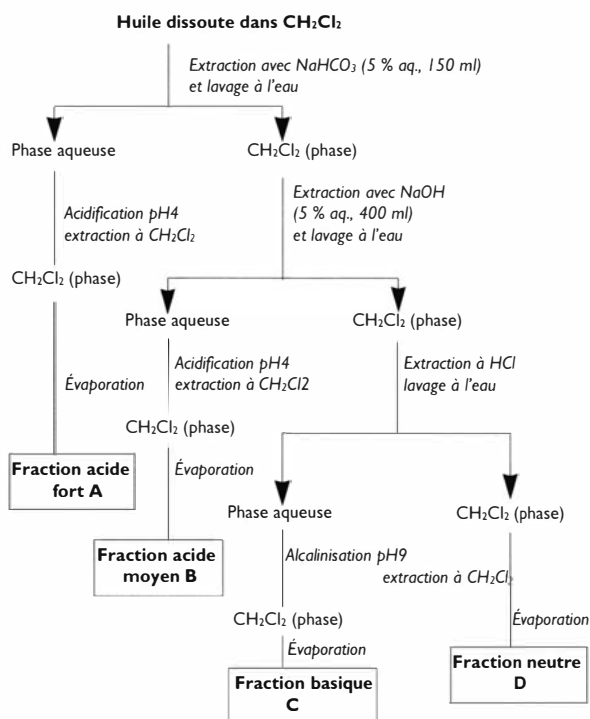 Huile dissoute dans CH₂Cl₂
Extraction avec NaHCO₃ (5 % aq., 150 ml)
et lavage à l'eau
Phase aqueuse
CH₂Cl₂ (phase)
Acidification pH4
extraction à CH₂Cl₂
Extraction avec NaOH
(5 % aq., 400 ml)
et lavage à l'eau
CH₂Cl₂ (phase)
Phase aqueuse
CH₂Cl₂ (phase)
Acidification pH4
extraction à CH₂Cl2
Extraction à HCl
lavage à l'eau
Évaporation
CH₂Cl₂ (phase)
Évaporation
Fraction acide
fort A
Phase aqueuse
CH₂Cl₂ (phase)
Fraction acide
moyen B
Alcalinisation pH9
extraction à CH₂Cl₂
CH₂Cl₂ (phase)
Évaporation
Évaporation
Fraction basique
C
Fraction neutre
D